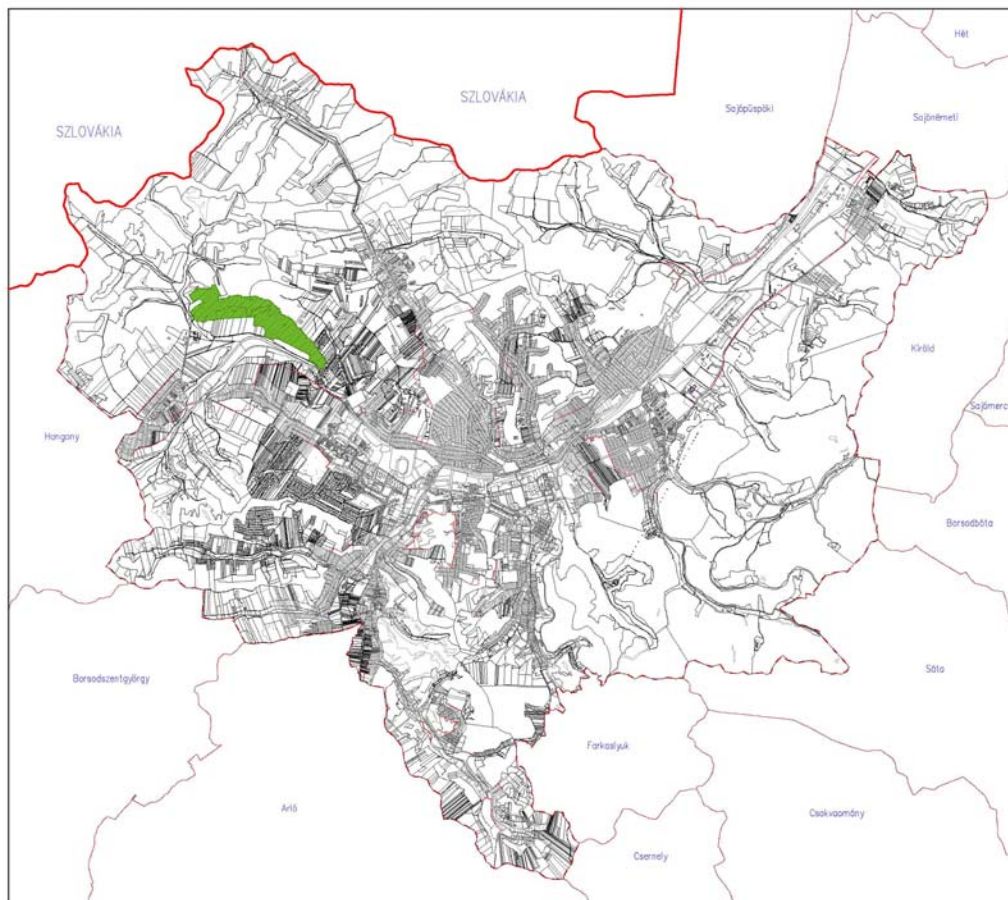 Hét
SZLOVÁKIA
Sajópüspöki
Sajónémeti
SZLOVÁKIA
Királd
Sajómerc
Hangony
Borsodbóta
Sáta
Borsodszentgyörgy
Farkaslyuk
Arló
Csokvaomány
Csernely